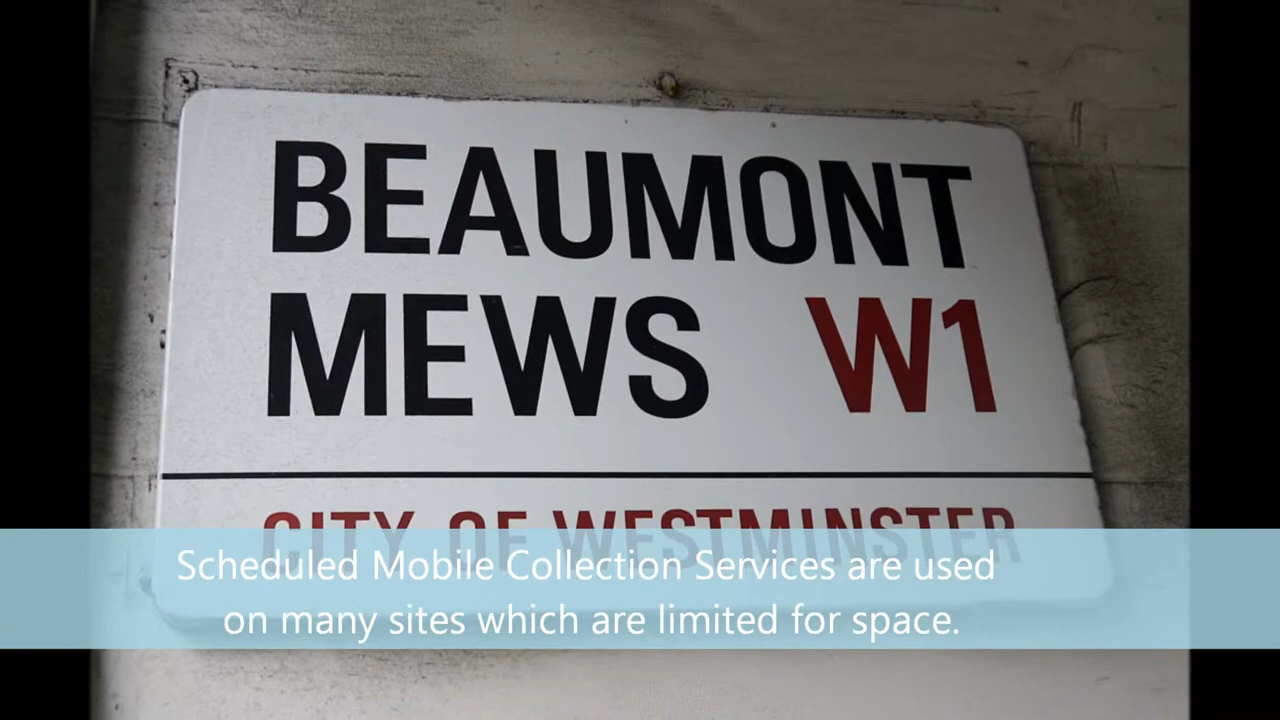 BEAUMONT
MEWS W1
CITY OF WESTMINSTER
Scheduled Mobile Collection Services are used
on many sites which are limited for space.